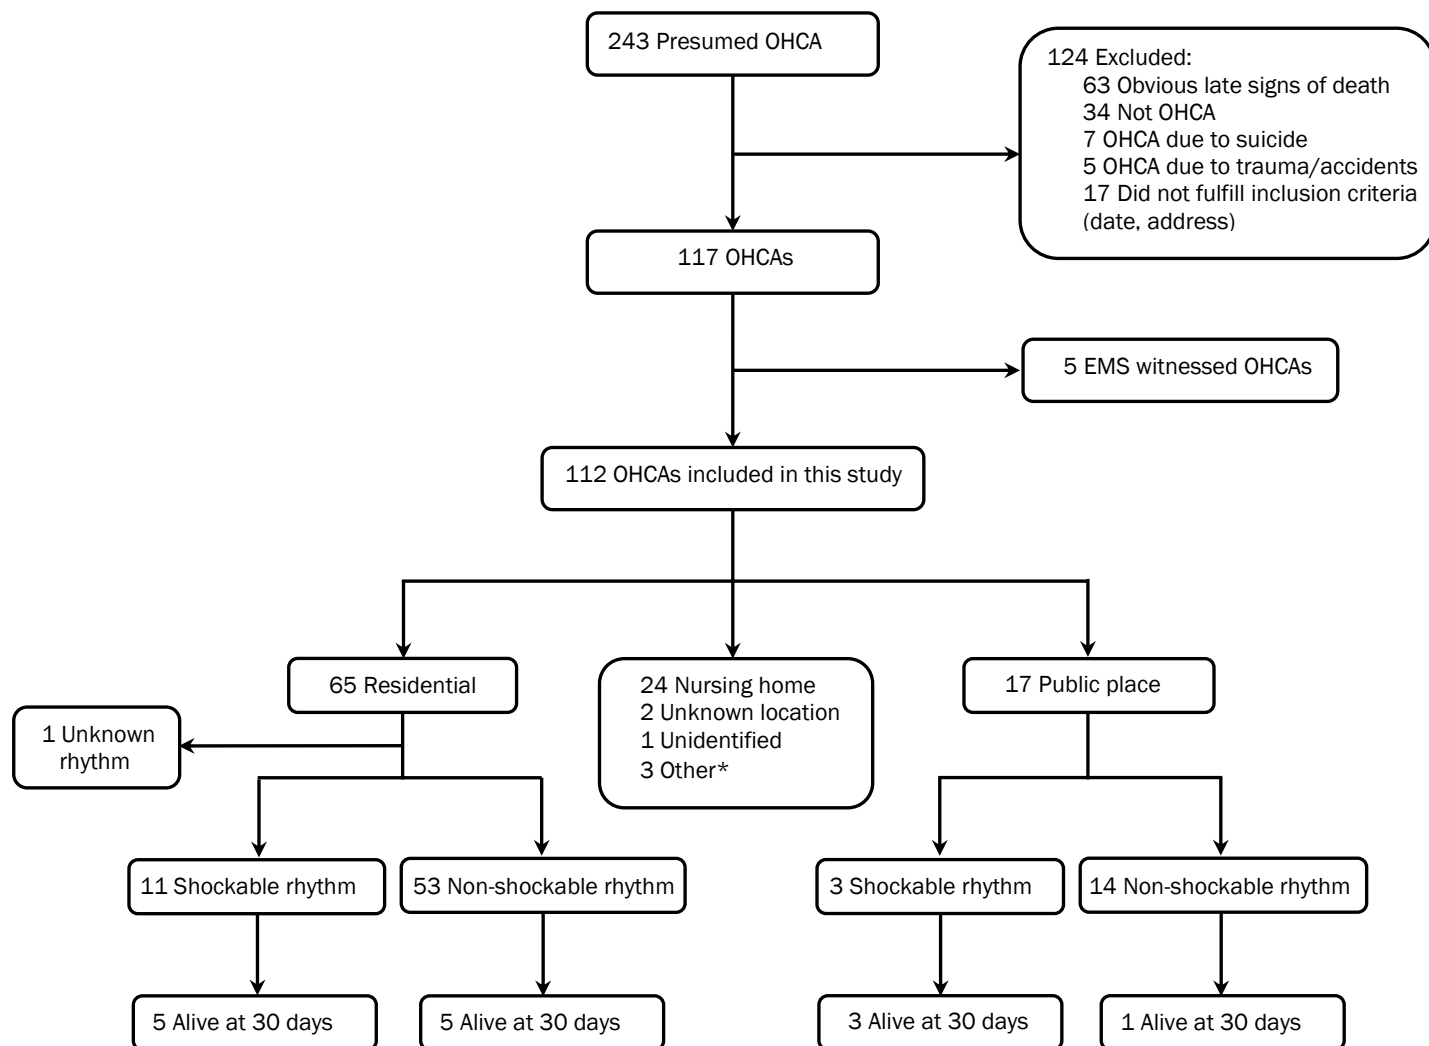 243 Presumed OHCA
124 Excluded:
63 Obvious late signs of death
34 Not OHCA
7 OHCA due to suicide
5 OHCA due to trauma/accidents
17 Did not fulfill inclusion criteria
(date, address)
117 OHCAs
5 EMS witnessed OHCAs
112 OHCAs included in this study
65 Residential
24 Nursing home
2 Unknown location
1 Unidentified
3 Other*
17 Public place
1 Unknown
rhythm
11 Shockable rhythm
53 Non-shockable rhythm
3 Shockable rhythm
14 Non-shockable rhythm
5 Alive at 30 days
5 Alive at 30 days
3 Alive at 30 days
1 Alive at 30 days